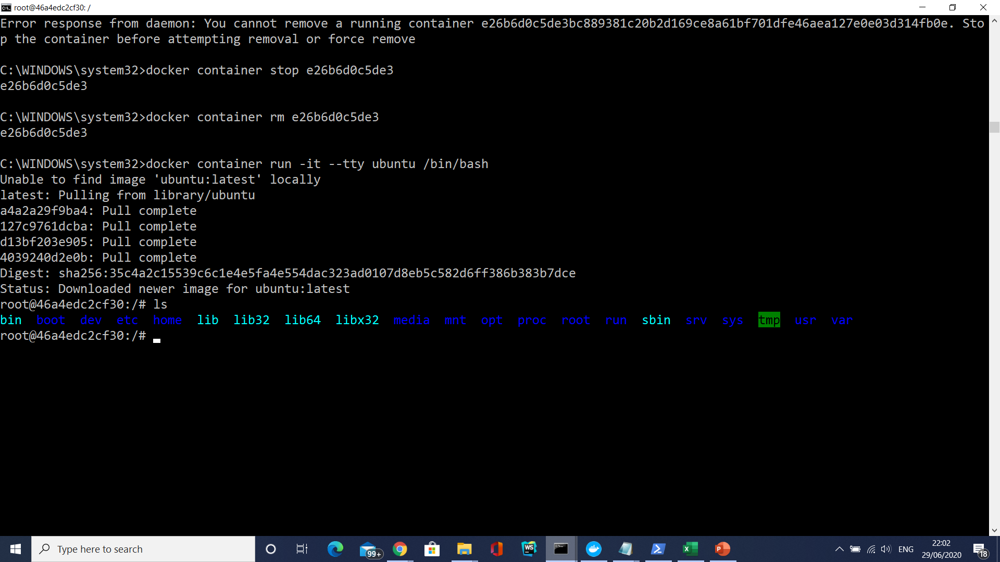 root@46a4edc2cf30: /
Error response from daemon: You cannot remove a running container e26b6d0c5de3bc889381c20b2d169ce8a61bf701dfe46aea127e0e03d314fb0e. Sto
p the container before attempting removal or force remove
C:\WINDOWS\system32>docker container stop e26b6d0c5de3
e26b6d0c5de3
C:\WINDOWS\system32>docker container rm e26b6d0c5de3
e26b6d0c5de3
C:\WINDOWS\system32>docker container run -it --tty ubuntu /bin/bash
Unable to find image 'ubuntu:latest' locally
latest: Pulling from library/ubuntu
a4a2a29f9ba4: Pull complete
127c9761dcba: Pull complete
d13bf203e905: Pull complete
4039240d2e0b: Pull complete
Digest: sha256:35c4a2c15539c6c1e4e5fa4e554dac323ad0107d8eb5c582d6ff386b383b7dce
Status: Downloaded newer image for ubuntu:latest
root@46a4edc2cf30:/# ls
bin boot dev etc home lib lib32 lib64 libx32 media mnt opt proc root run sbin srv sys tmp usr var
root@46a4edc2cf30:/#
Type here to search
99+
WS
ENG
22:02
29/06/2020
18